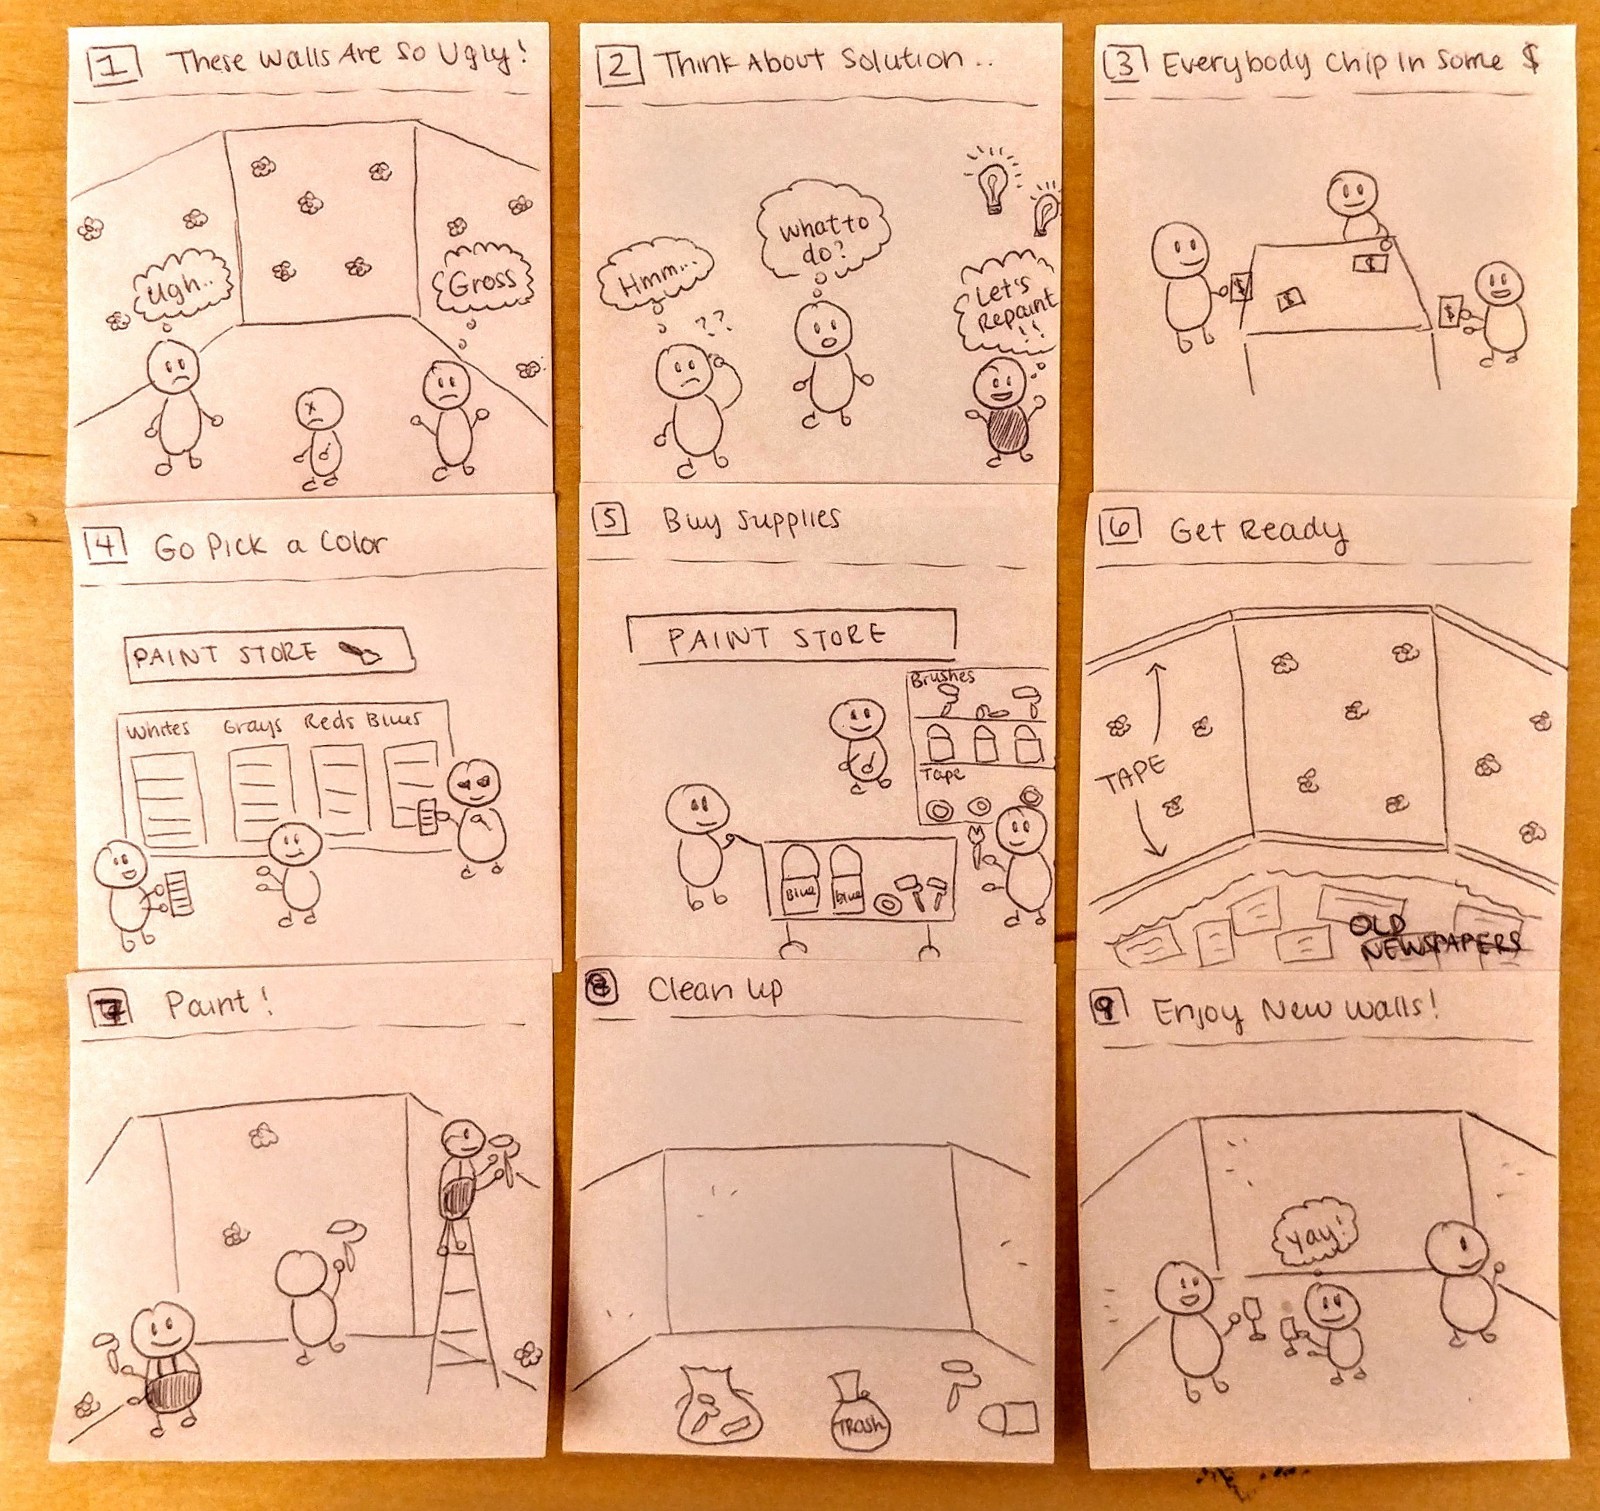 1 These Walls Are So Ugly!
Ugh..
Gross
2 Think About Solution..
Hmm...
??
What to
do?
Let's
Repaint
!!
3 Everybody Chip In Some $
$
$
$
$
4 Go Pick a Color
PAINT STORE
Whites Grays Reds Blues
5 Buy Supplies
PAINT STORE
Brushes
Tape
Blue
Blue
6 Get Ready
TAPE
OLD
NEWSPAPERS
7 Paint!
8 Clean Up
TRASH
9 Enjoy New Walls!
Yay!